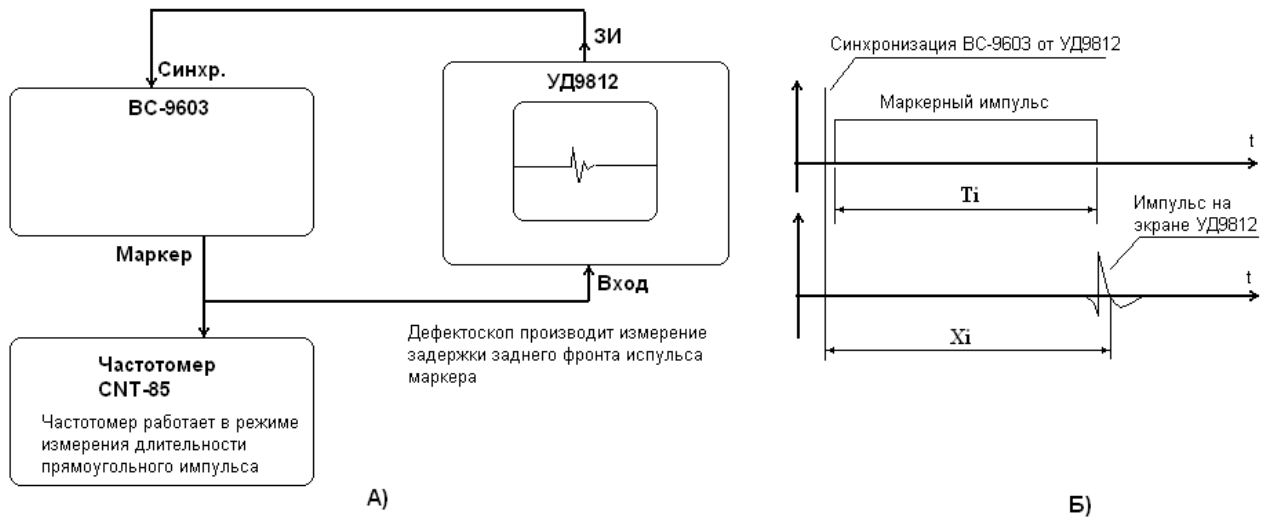 ЗИ
Синхр.
ВС-9603
УД9812
Маркер
Вход
Частотомер
CNT-85
Частотомер работает в режиме
измерения длительности
прямоугольного импульса
Дефектоскоп производит измерение
задержки заднего фронта испульса
маркера
А)
Синхронизация ВС-9603 от УД9812
Маркерный импульс
t
Ti
Импульс на
экране УД9812
t
Xi
Б)